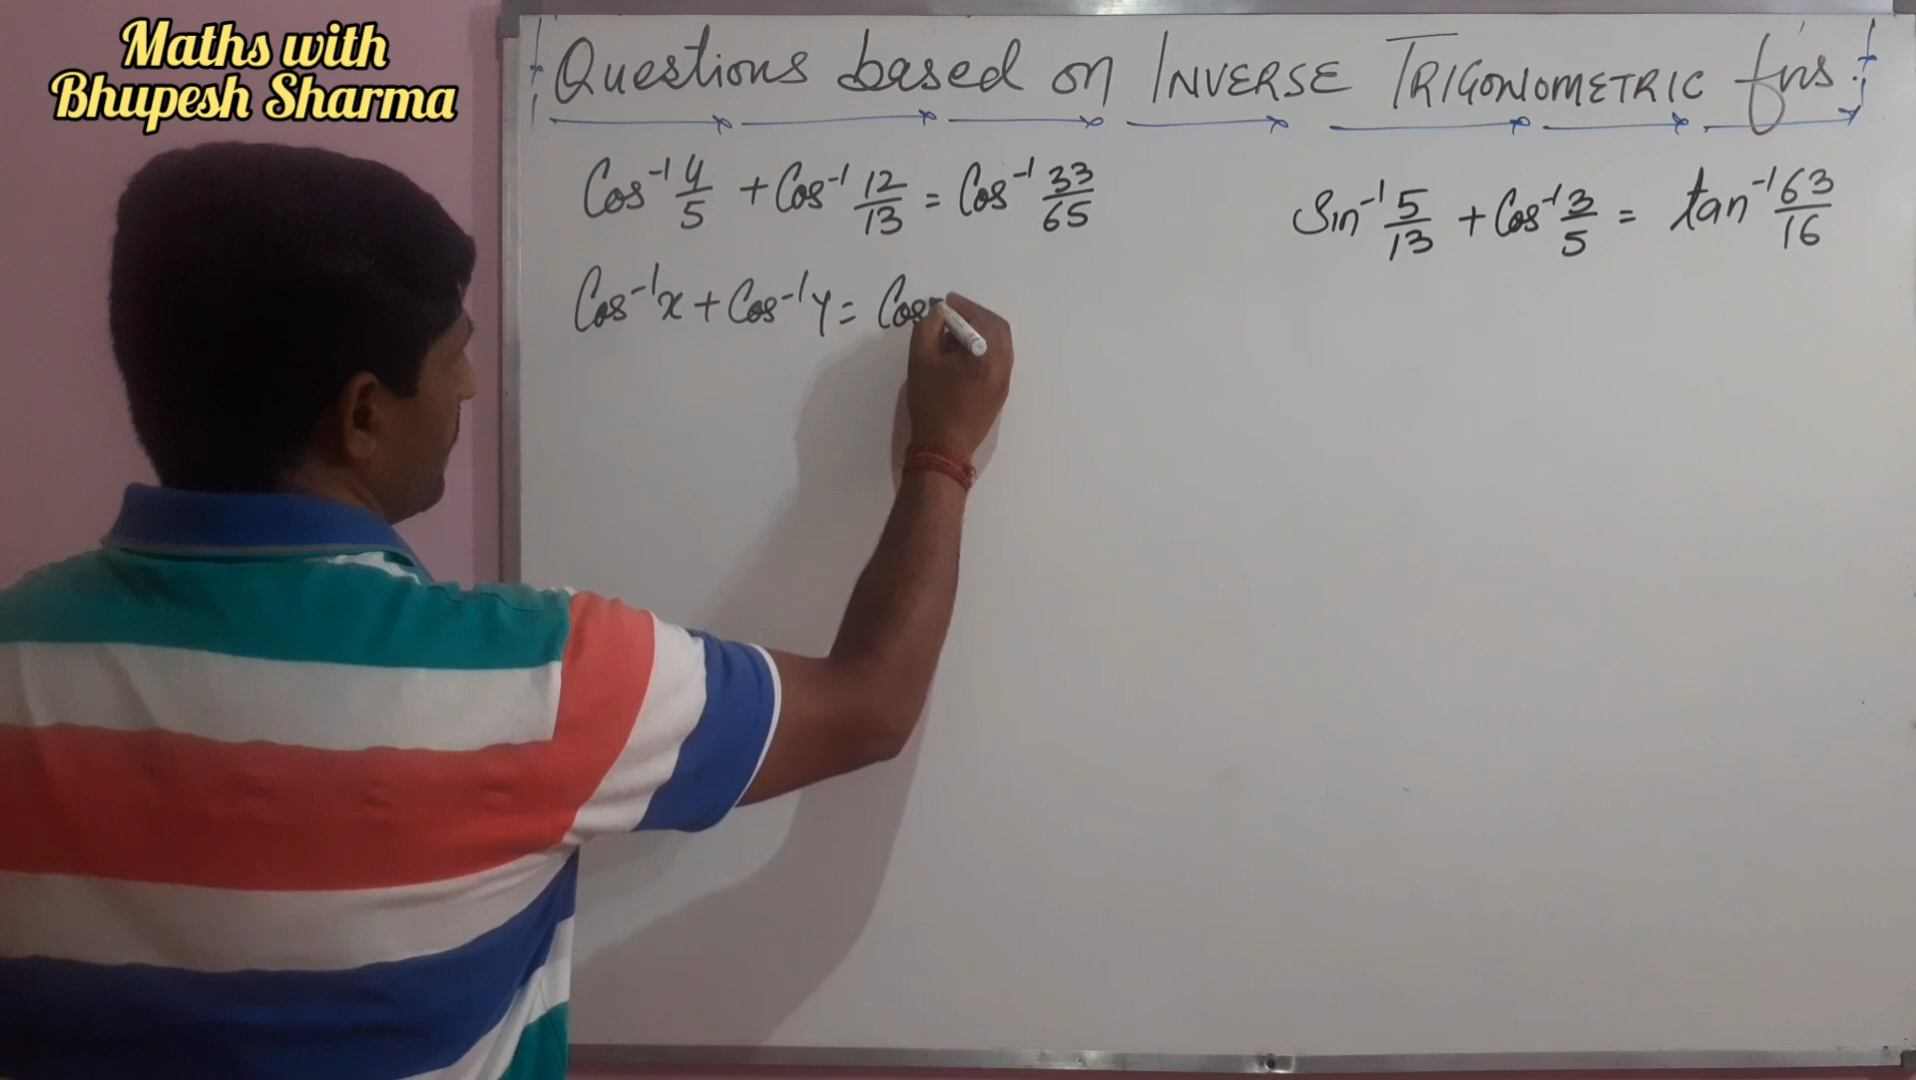 Maths with
Bhupesh Sharma
Questions based on INVERSE TRIGONOMETRIC fns.
Cos⁻¹ 4/5 + Cos⁻¹ 12/13 = Cos⁻¹ 33/65
Sin⁻¹ 5/13 + Cos⁻¹ 3/5 = tan⁻¹ 63/16
Cos⁻¹x + Cos⁻¹y = Cos